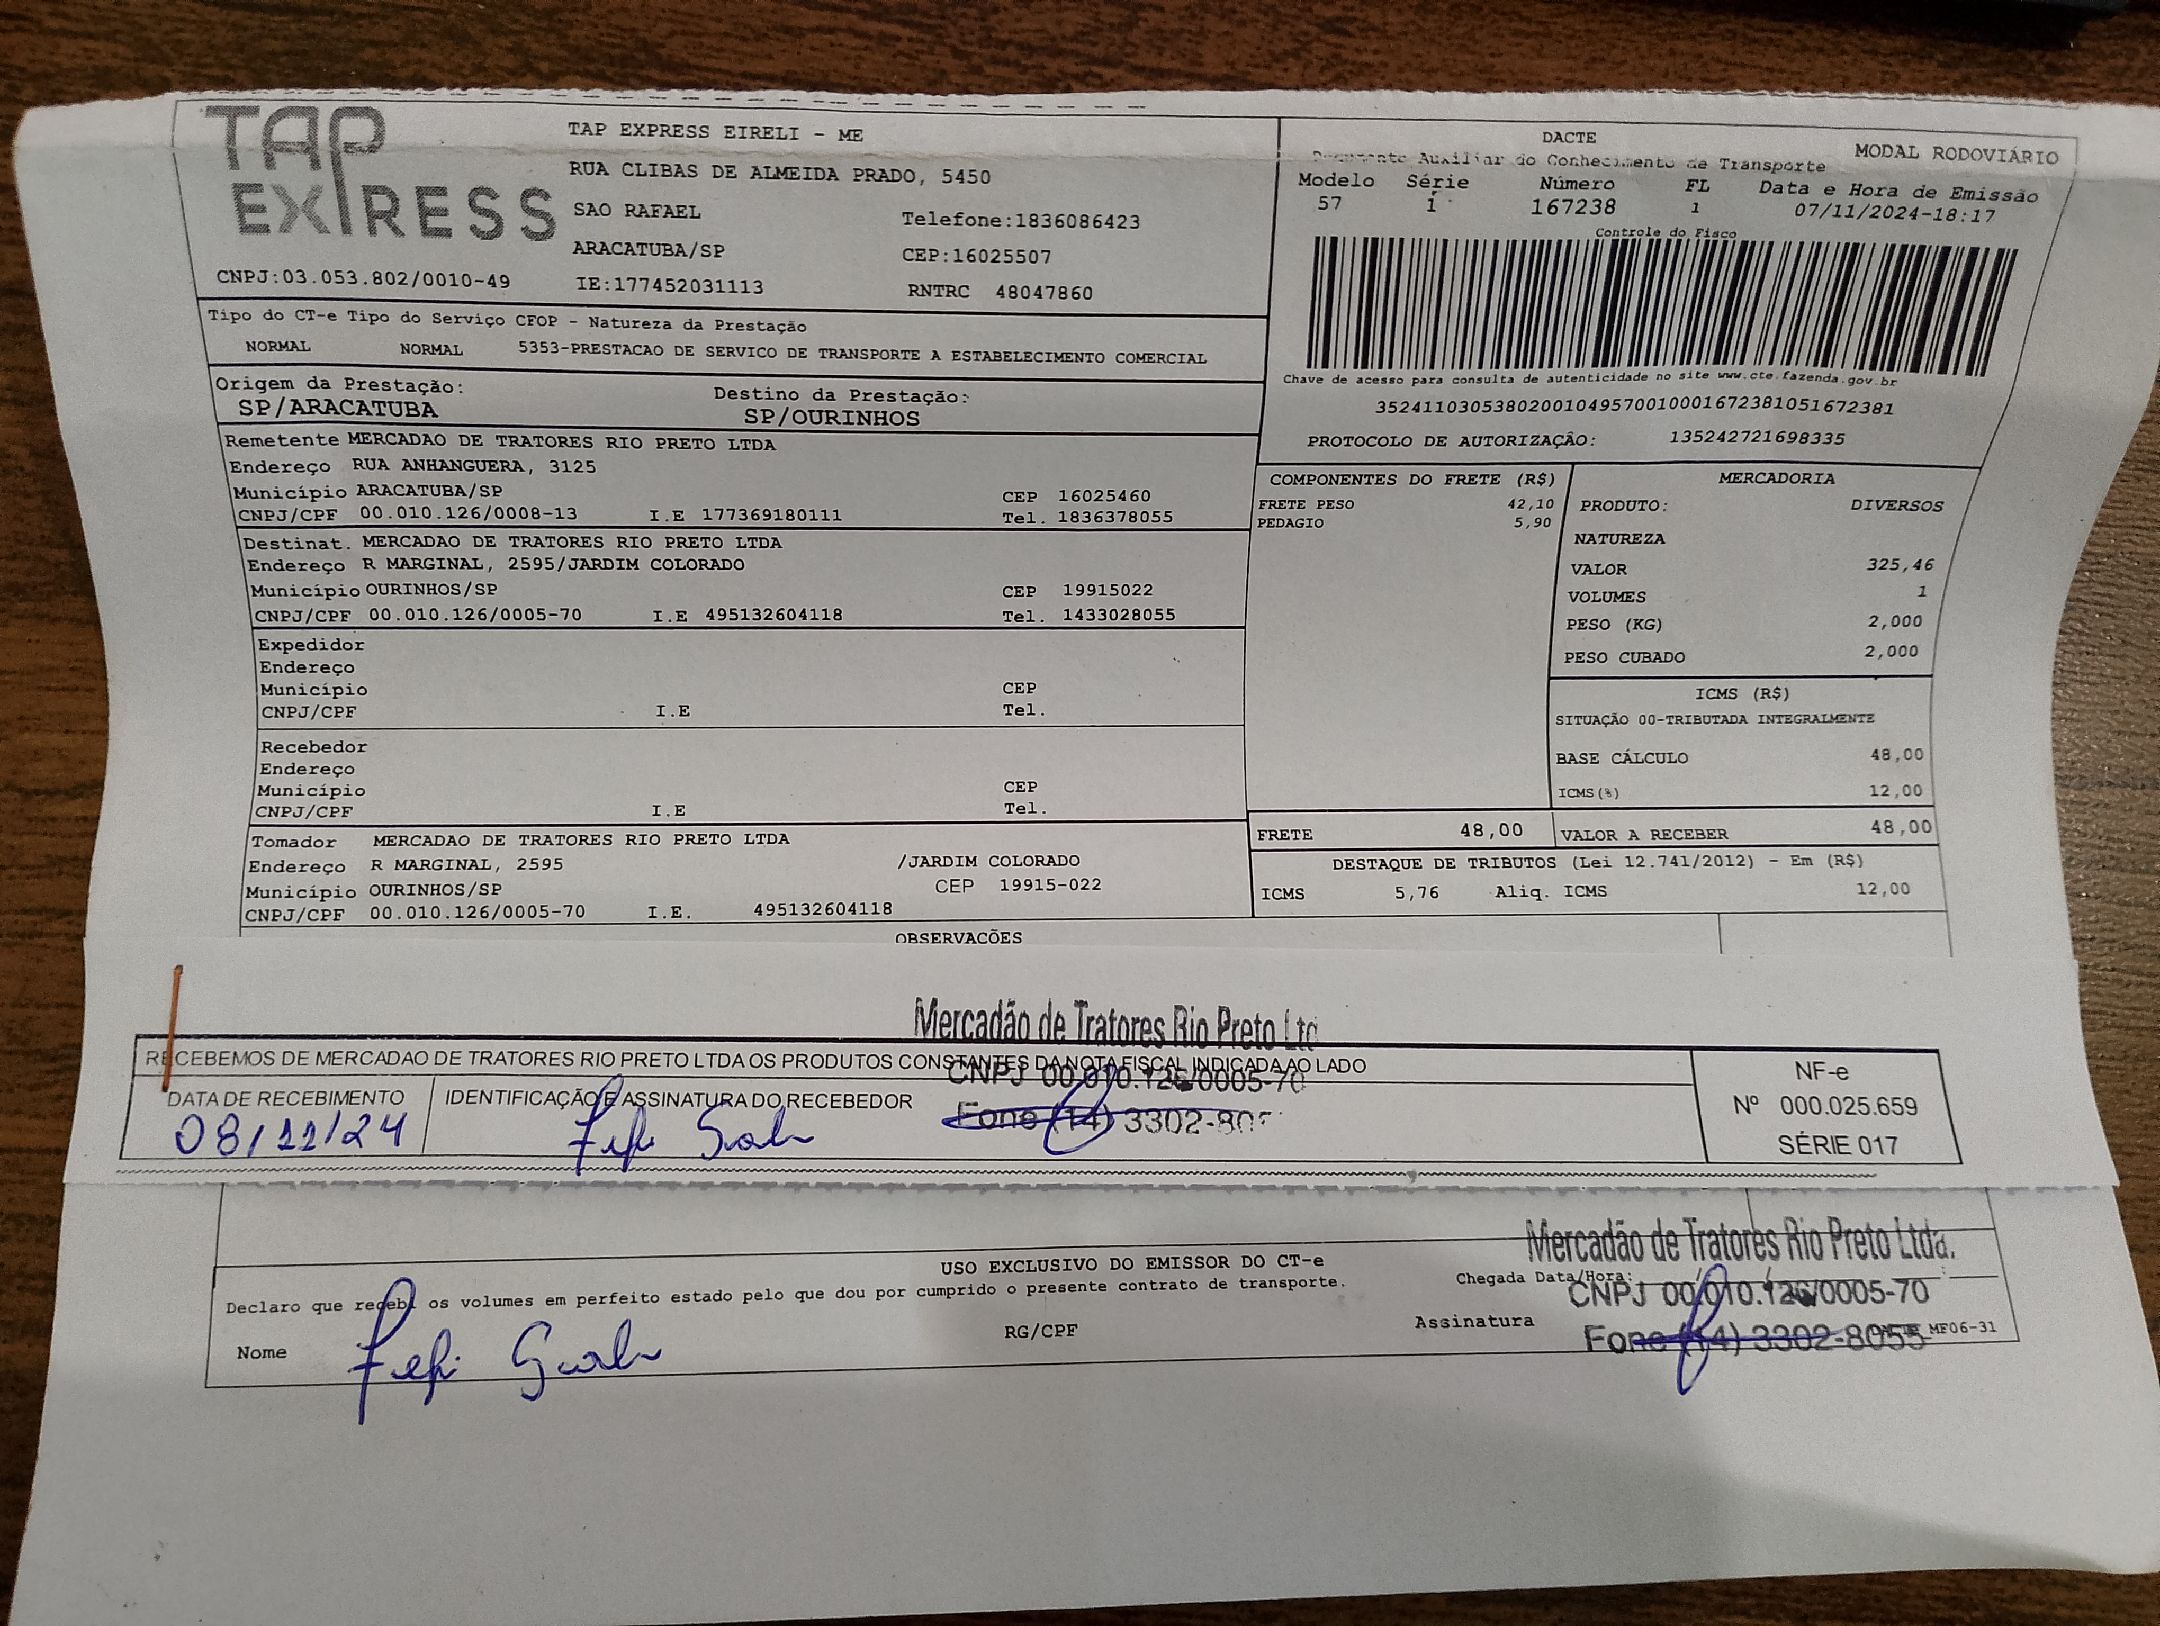 TAP
EXPRESS
TAP EXPRESS EIRELI - ME
RUA CLIBAS DE ALMEIDA PRADO, 5450
SAO RAFAEL
Telefone:1836086423
ARACATUBA/SP
CEP:16025507
CNPJ:03.053.802/0010-49
IE:177452031113
RNTRC 48047860
DACTE
MODAL RODOVIÁRIO
Documento Auxiliar do Conhecimento de Transporte
Modelo Série Número FL Data e Hora de Emissão
57 1 167238 1 07/11/2024-18:17
Controle do Fisco
Chave de acesso para consulta de autenticidade no site www.cte.fazenda.gov.br
35241103053802001049570010001672381051672381
PROTOCOLO DE AUTORIZAÇÃO: 135242721698335
Tipo do CT-e Tipo do Serviço CFOP - Natureza da Prestação
NORMAL NORMAL 5353-PRESTACAO DE SERVICO DE TRANSPORTE A ESTABELECIMENTO COMERCIAL
Origem da Prestação: Destino da Prestação:
SP/ARACATUBA SP/OURINHOS
Remetente MERCADAO DE TRATORES RIO PRETO LTDA
Endereço RUA ANHANGUERA, 3125
Município ARACATUBA/SP CEP 16025460
CNPJ/CPF 00.010.126/0008-13 I.E 177369180111 Tel. 1836378055
Destinat. MERCADAO DE TRATORES RIO PRETO LTDA
Endereço R MARGINAL, 2595/JARDIM COLORADO
Município OURINHOS/SP CEP 19915022
CNPJ/CPF 00.010.126/0005-70 I.E 495132604118 Tel. 1433028055
Expedidor
Endereço
Município CEP
CNPJ/CPF I.E Tel.
Recebedor
Endereço
Município CEP
CNPJ/CPF I.E Tel.
Tomador MERCADAO DE TRATORES RIO PRETO LTDA
Endereço R MARGINAL, 2595 /JARDIM COLORADO
Município OURINHOS/SP CEP 19915-022
CNPJ/CPF 00.010.126/0005-70 I.E. 495132604118
COMPONENTES DO FRETE (R$)
FRETE PESO 42,10
PEDAGIO 5,90
MERCADORIA
PRODUTO: DIVERSOS
NATUREZA
VALOR 325,46
VOLUMES 1
PESO (KG) 2,000
PESO CUBADO 2,000
ICMS (R$)
SITUAÇÃO 00-TRIBUTADA INTEGRALMENTE
BASE CÁLCULO 48,00
ICMS(%) 12,00
FRETE 48,00 VALOR A RECEBER 48,00
DESTAQUE DE TRIBUTOS (Lei 12.741/2012) - Em (R$)
ICMS 5,76 Aliq. ICMS 12,00
OBSERVACÕES
Mercadão de Tratores Rio Preto Ltd
RECEBEMOS DE MERCADAO DE TRATORES RIO PRETO LTDA OS PRODUTOS CONSTANTES DA NOTA FISCAL INDICADA AO LADO
CNPJ 00.010.126/0005-70
DATA DE RECEBIMENTO IDENTIFICAÇÃO E ASSINATURA DO RECEBEDOR
Fone (14) 3302-805
08/11/24
NF-e
Nº 000.025.659
SÉRIE 017
Mercadão de Tratores Rio Preto Ltda.
USO EXCLUSIVO DO EMISSOR DO CT-e
Chegada Data/Hora:
Declaro que recebi os volumes em perfeito estado pelo que dou por cumprido o presente contrato de transporte.
CNPJ 00.010.126/0005-70
Nome RG/CPF Assinatura
Fone (14) 3302-8055
MF06-31